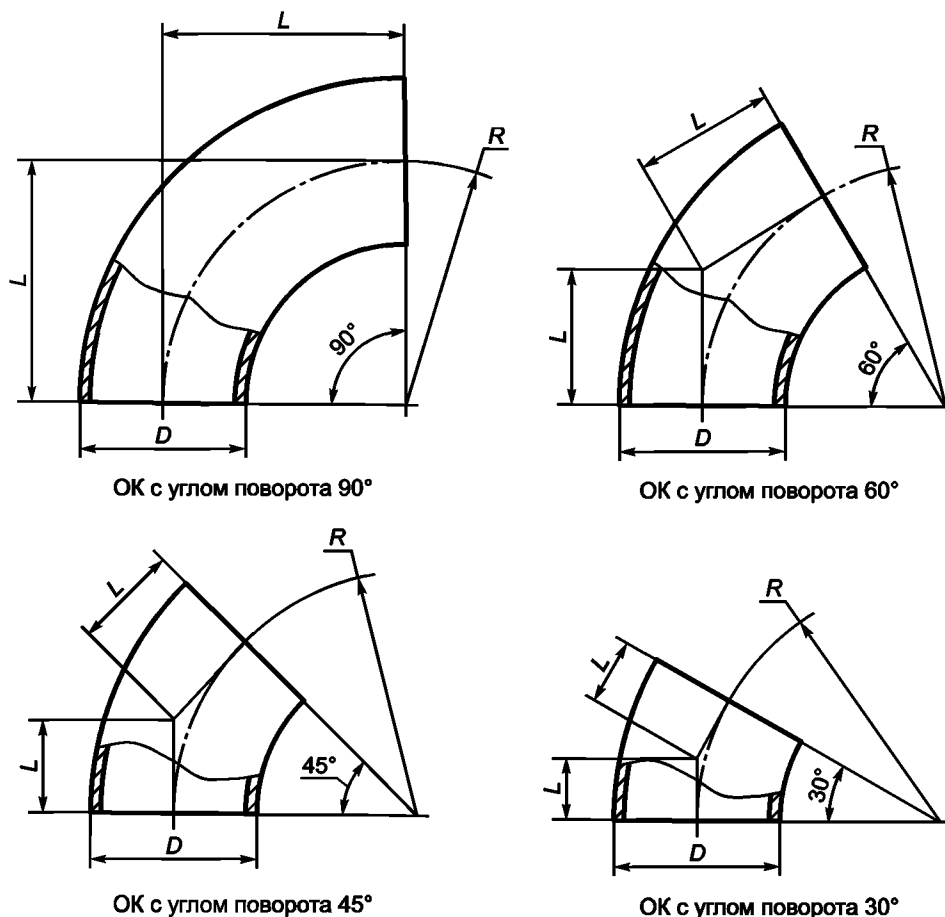 L
R
L
90°
D
ОК с углом поворота 90°
L
R
L
60°
D
ОК с углом поворота 60°
L
R
L
45°
D
ОК с углом поворота 45°
L
R
L
30°
D
ОК с углом поворота 30°